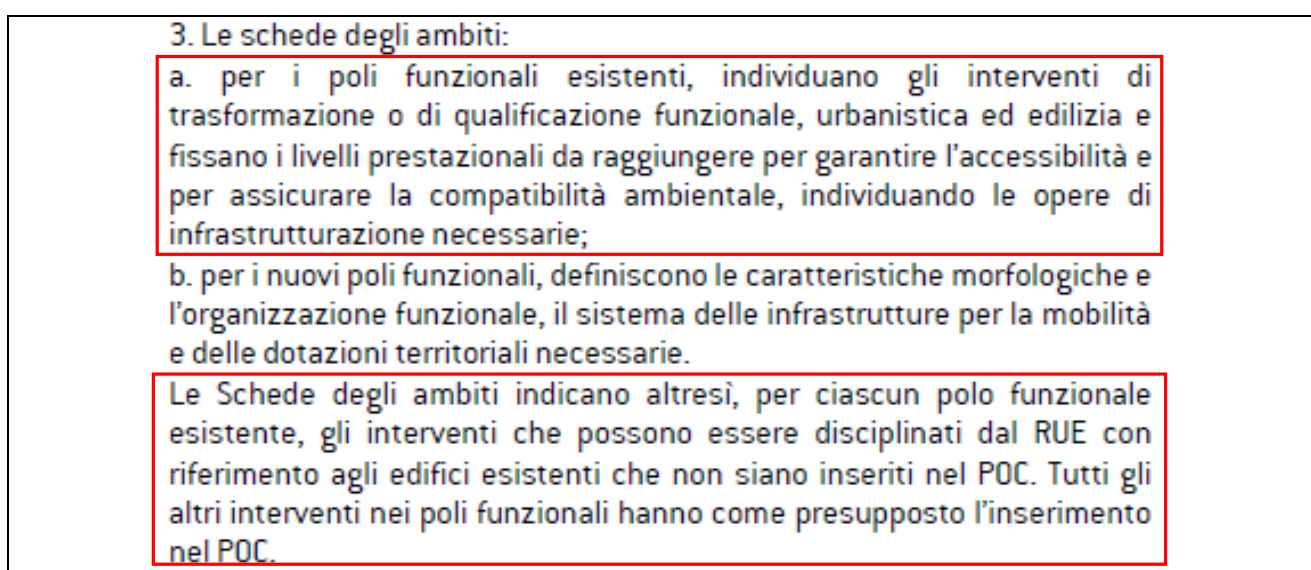 3. Le schede degli ambiti:
a. per i poli funzionali esistenti, individuano gli interventi di
trasformazione o di qualificazione funzionale, urbanistica ed edilizia e
fissano i livelli prestazionali da raggiungere per garantire l'accessibilità e
per assicurare la compatibilità ambientale, individuando le opere di
infrastrutturazione necessarie;
b. per i nuovi poli funzionali, definiscono le caratteristiche morfologiche e
l'organizzazione funzionale, il sistema delle infrastrutture per la mobilità
e delle dotazioni territoriali necessarie.
Le Schede degli ambiti indicano altresì, per ciascun polo funzionale
esistente, gli interventi che possono essere disciplinati dal RUE con
riferimento agli edifici esistenti che non siano inseriti nel POC. Tutti gli
altri interventi nei poli funzionali hanno come presupposto l'inserimento
nel POC.